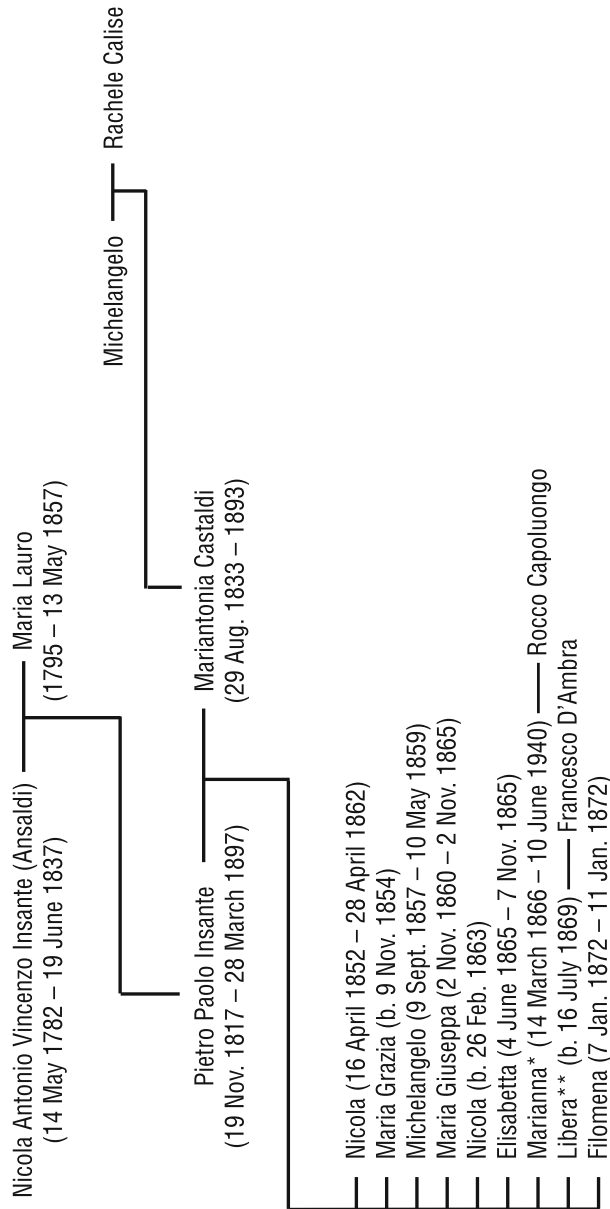 Nicola Antonio Vincenzo Insante (Ansaldi)
(14 May 1782 – 19 June 1837)
Maria Lauro
(1795 – 13 May 1857)
Michelangelo
Rachele Calise
Pietro Paolo Insante
(19 Nov. 1817 – 28 March 1897)
Mariantonia Castaldi
(29 Aug. 1833 – 1893)
Nicola (16 April 1852 – 28 April 1862)
Maria Grazia (b. 9 Nov. 1854)
Michelangelo (9 Sept. 1857 – 10 May 1859)
Maria Giuseppa (2 Nov. 1860 – 2 Nov. 1865)
Nicola (b. 26 Feb. 1863)
Elisabetta (4 June 1865 – 7 Nov. 1865)
Marianna* (14 March 1866 – 10 June 1940) Rocco Capoluongo
Libera** (b. 16 July 1869) Francesco D'Ambra
Filomena (7 Jan. 1872 – 11 Jan. 1872)